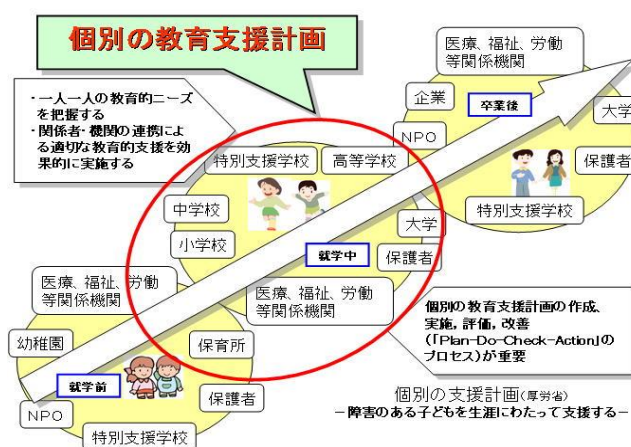 個別の教育支援計画
・一人一人の教育的ニーズ
を把握する
・関係者・機関の連携によ
る適切な教育的支援を効
果的に実施する
医療、福祉、労働
等関係機関
企業
卒業後
大学
NPO
保護者
特別支援学校
特別支援学校
高等学校
中学校
小学校
大学
就学中
保護者
医療、福祉、労働
等関係機関
医療、福祉、労働
等関係機関
幼稚園
保育所
就学前
保護者
NPO
特別支援学校
個別の教育支援計画の作成、
実施，評価，改善
（「Plan-Do-Check-Action」の
プロセス）が重要
個別の支援計画(厚労省)
－障害のある子どもを生涯にわたって支援する－